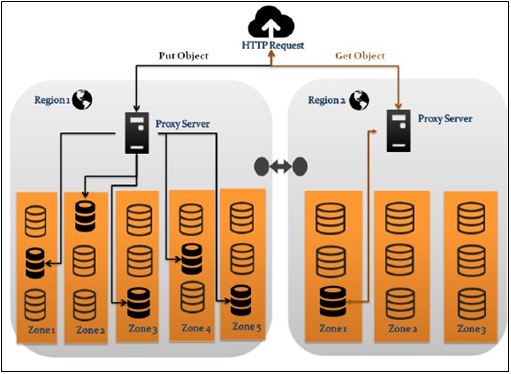 HTTP Request
Put Object
Get Object
Region 1
Region 2
Proxy Server
Proxy Server
Zone 1
Zone 2
Zone 3
Zone 4
Zone 5
Zone 1
Zone 2
Zone 3